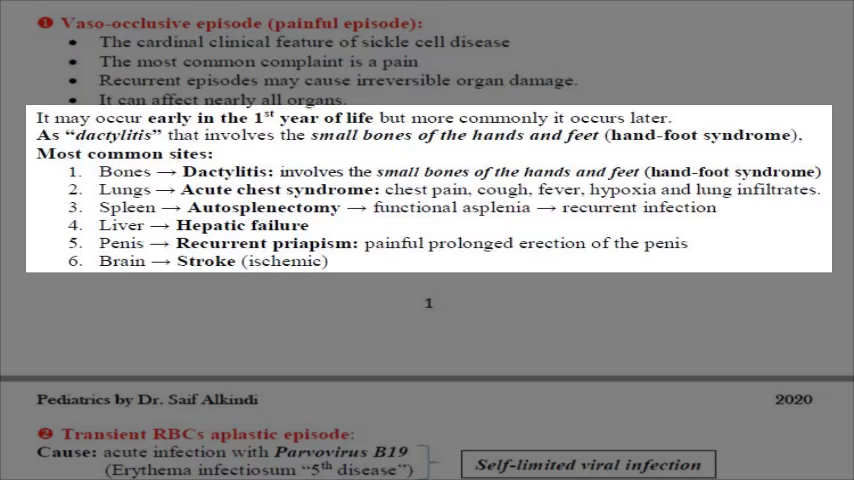 ❶ Vaso-occlusive episode (painful episode):
• The cardinal clinical feature of sickle cell disease
• The most common complaint is a pain
• Recurrent episodes may cause irreversible organ damage.
• It can affect nearly all organs.
It may occur early in the 1st year of life but more commonly it occurs later.
As “dactylitis” that involves the small bones of the hands and feet (hand-foot syndrome),
Most common sites:
1. Bones → Dactylitis: involves the small bones of the hands and feet (hand-foot syndrome)
2. Lungs → Acute chest syndrome: chest pain, cough, fever, hypoxia and lung infiltrates.
3. Spleen → Autosplenectomy → functional asplenia → recurrent infection
4. Liver → Hepatic failure
5. Penis → Recurrent priapism: painful prolonged erection of the penis
6. Brain → Stroke (ischemic)
1
Pediatrics by Dr. Saif Alkindi 2020
❷ Transient RBCs aplastic episode:
Cause: acute infection with Parvovirus B19
(Erythema infectiosum “5th disease”)
Self-limited viral infection